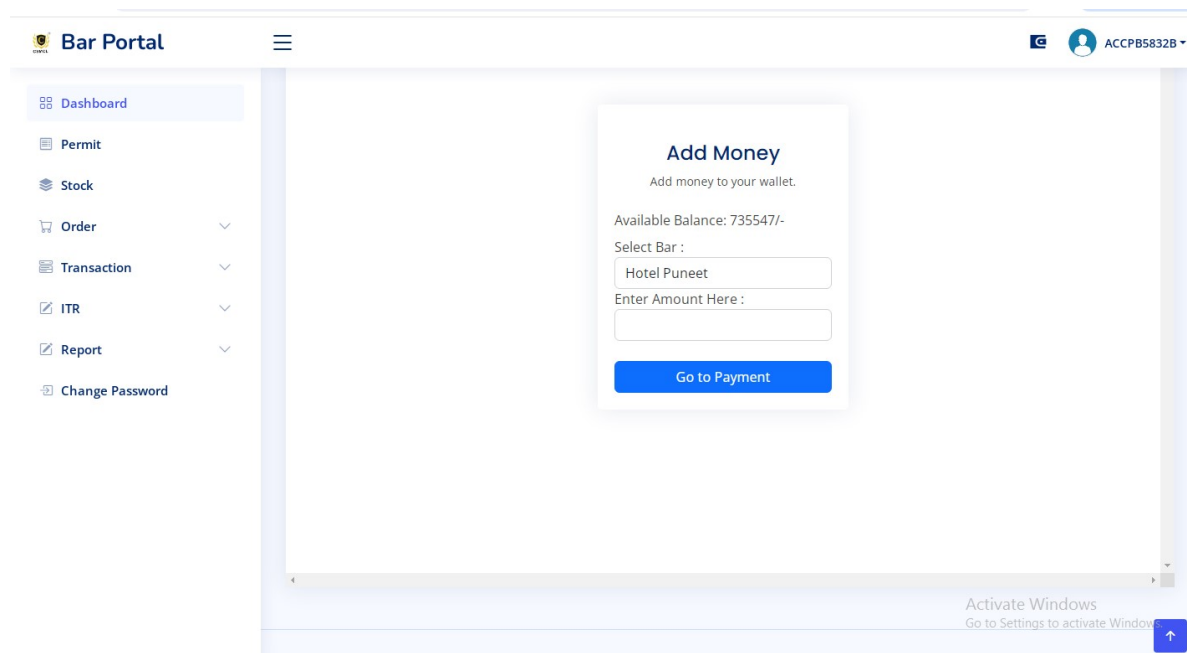 Bar Portal
ACCPB5832B
Dashboard
Permit
Stock
Order
Transaction
ITR
Report
Change Password
Add Money
Add money to your wallet.
Available Balance: 735547/-
Select Bar :
Hotel Puneet
Enter Amount Here :
Go to Payment
Activate Windows
Go to Settings to activate Windows.